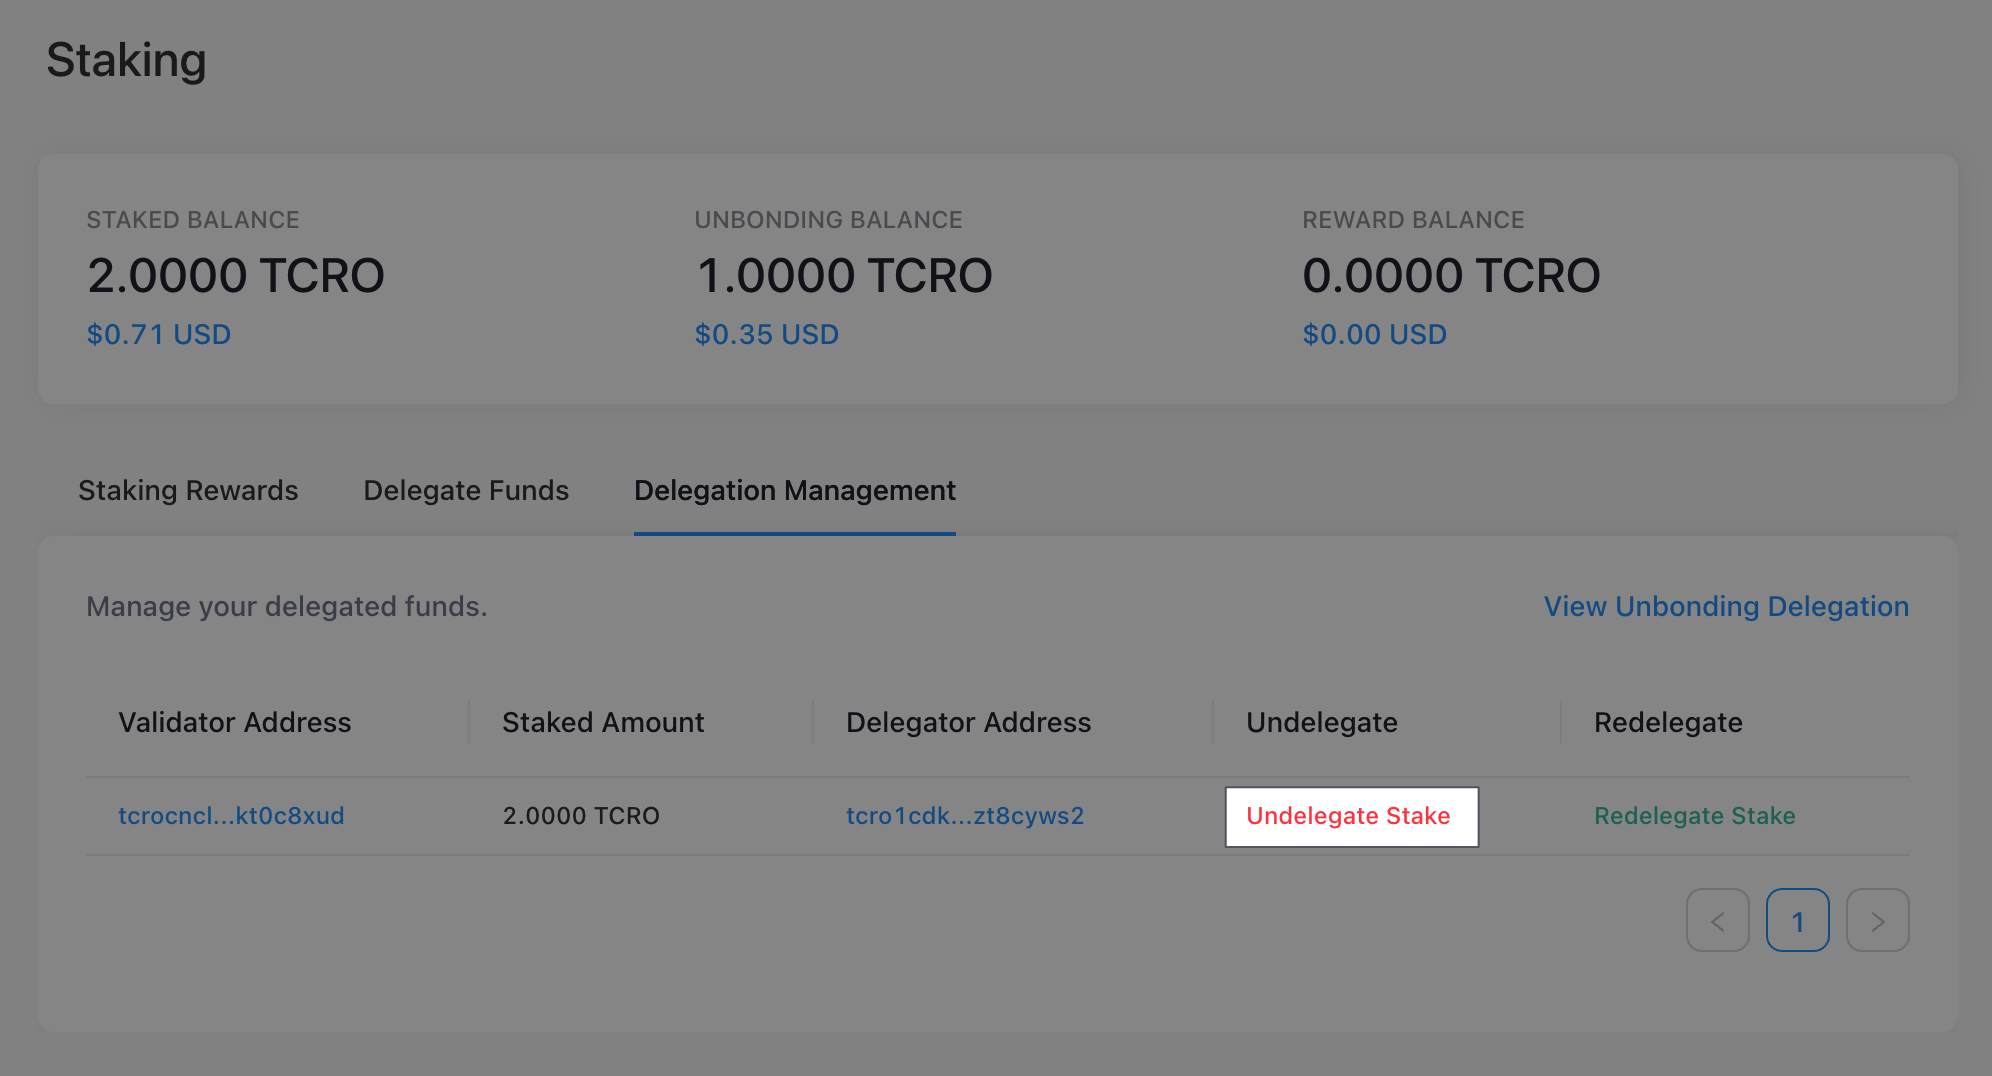 Staking
STAKED BALANCE UNBONDING BALANCE REWARD BALANCE
2.0000 TCRO 1.0000 TCRO 0.0000 TCRO
$0.71 USD $0.35 USD $0.00 USD
Staking Rewards Delegate Funds Delegation Management
Manage your delegated funds. View Unbonding Delegation
Validator Address Staked Amount Delegator Address Undelegate Redelegate
tcrocncl...kt0c8xud 2.0000 TCRO tcro1cdk...zt8cyws2 Undelegate Stake Redelegate Stake
< 1 >